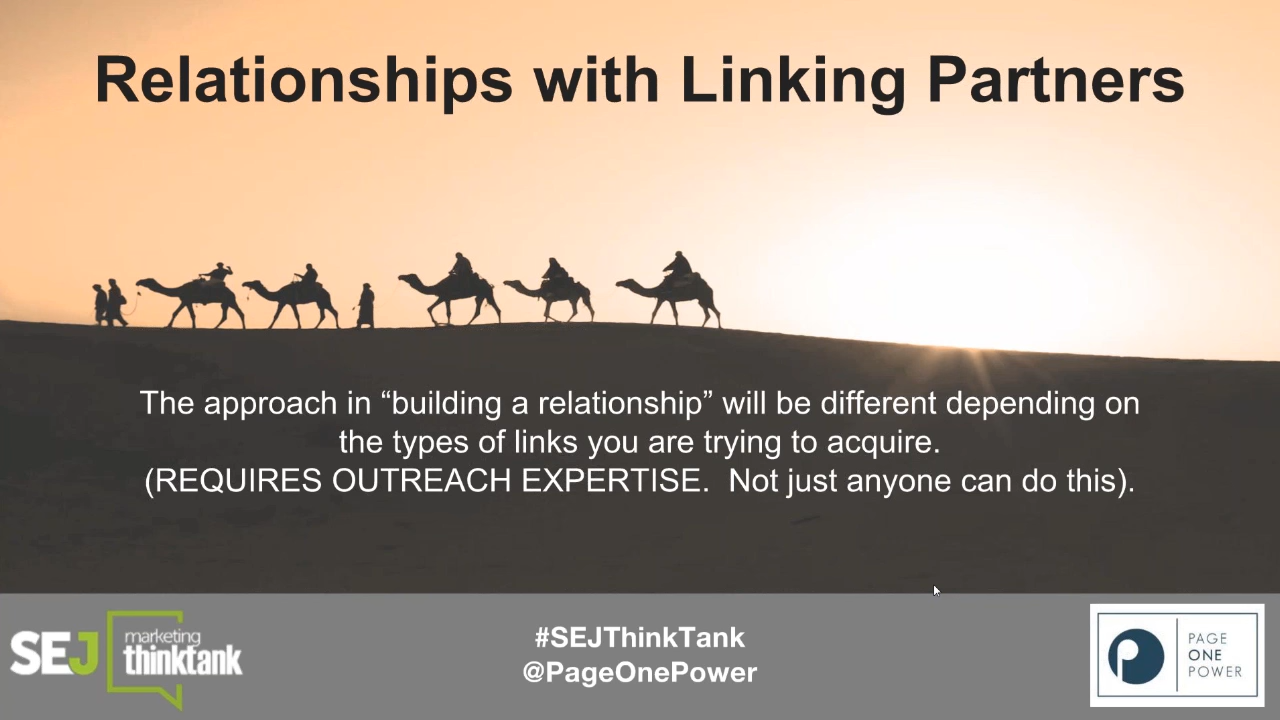 Relationships with Linking Partners
The approach in “building a relationship” will be different depending on
the types of links you are trying to acquire.
(REQUIRES OUTREACH EXPERTISE.  Not just anyone can do this).
SEJ
marketing
thinktank
#SEJThinkTank
@PageOnePower
PAGE
ONE
POWER